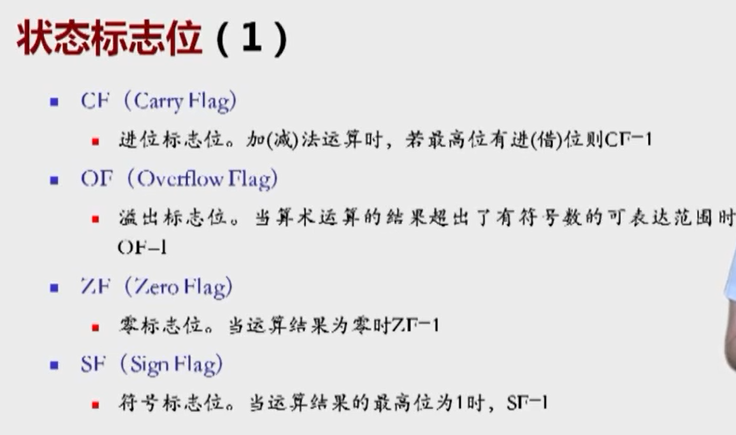 状态标志位（1）
CF（Carry Flag）
进位标志位。加(减)法运算时，若最高位有进(借)位则CF=1
OF（Overflow Flag）
溢出标志位。当算术运算的结果超出了有符号数的可表达范围时
OF=1
ZF（Zero Flag）
零标志位。当运算结果为零时ZF=1
SF（Sign Flag）
符号标志位。当运算结果的最高位为1时，SF=1